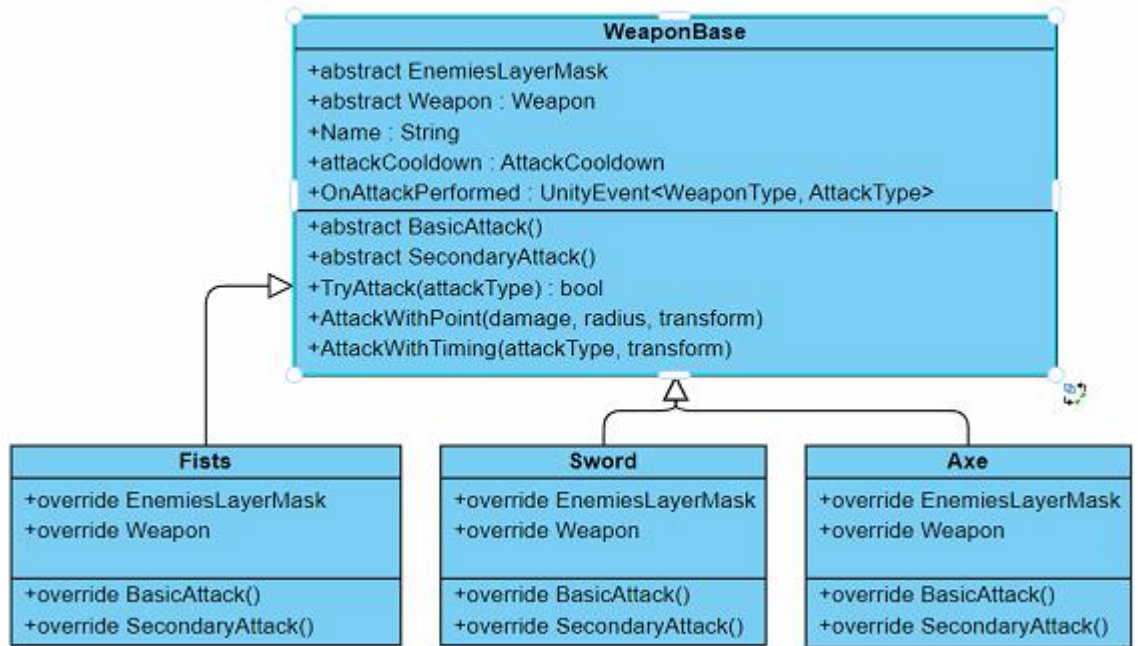 WeaponBase
+abstract EnemiesLayerMask
+abstract Weapon : Weapon
+Name : String
+attackCooldown : AttackCooldown
+OnAttackPerformed : UnityEvent<WeaponType, AttackType>
+abstract BasicAttack()
+abstract SecondaryAttack()
+TryAttack(attackType) : bool
+AttackWithPoint(damage, radius, transform)
+AttackWithTiming(attackType, transform)
Fists
+override EnemiesLayerMask
+override Weapon
+override BasicAttack()
+override SecondaryAttack()
Sword
+override EnemiesLayerMask
+override Weapon
+override BasicAttack()
+override SecondaryAttack()
Axe
+override EnemiesLayerMask
+override Weapon
+override BasicAttack()
+override SecondaryAttack()